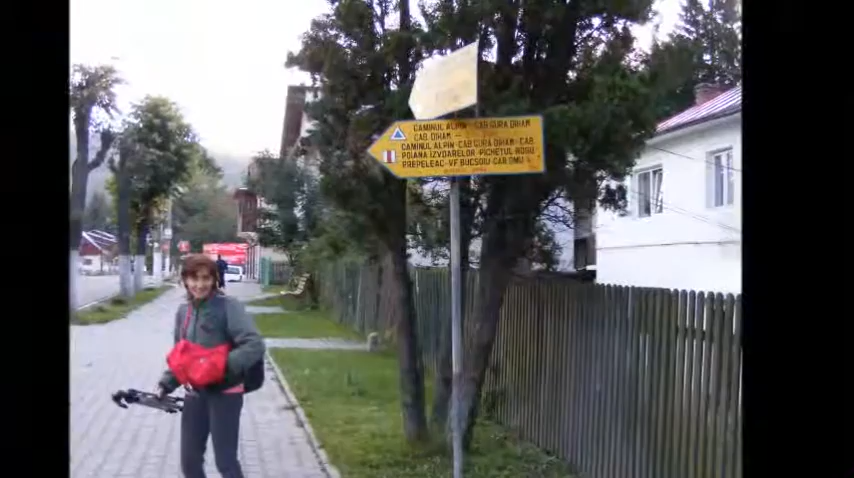 CAMINUL ALPIN - CAB GURA DIHAM
CAB. DIHAM -
CAMINUL ALPIN - CAB GURA DIHAM - CAB
POIANA IZVOARELOR - PICHETUL ROSU
PREPELEAC - VF BUCSOIU - CAB OMU